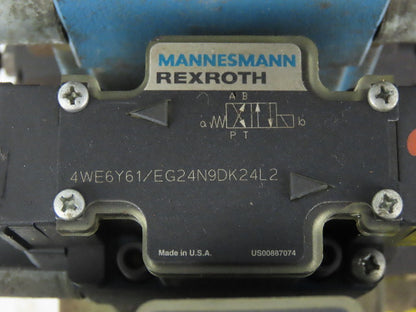 MANNESMANN
REXROTH
A B
a b
P T
4WE6Y61/EG24N9DK24L2
Made in U.S.A. US00887074